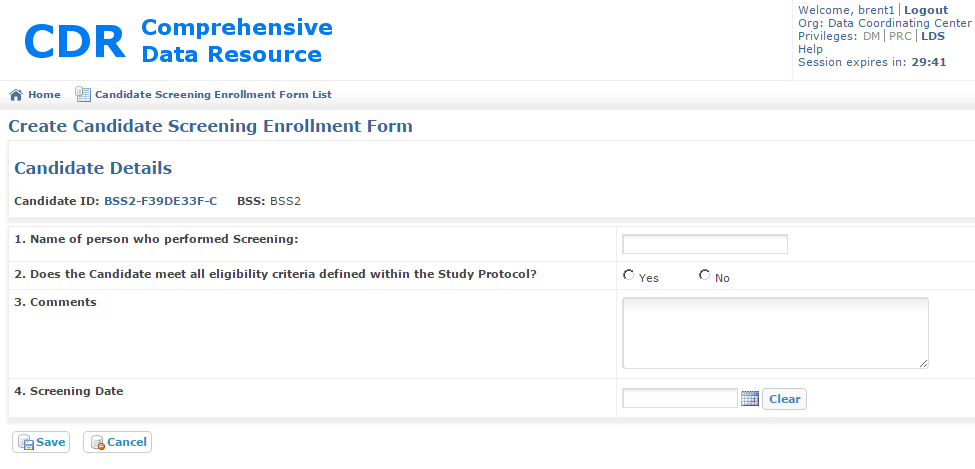 CDR Comprehensive
Data Resource
Welcome, brent1 | Logout
Org: Data Coordinating Center
Privileges: DM | PRC | LDS
Help
Session expires in: 29:41
Home Candidate Screening Enrollment Form List
Create Candidate Screening Enrollment Form
Candidate Details
Candidate ID: BSS2-F39DE33F-C BSS: BSS2
1. Name of person who performed Screening:
2. Does the Candidate meet all eligibility criteria defined within the Study Protocol? Yes No
3. Comments
4. Screening Date Clear
Save Cancel